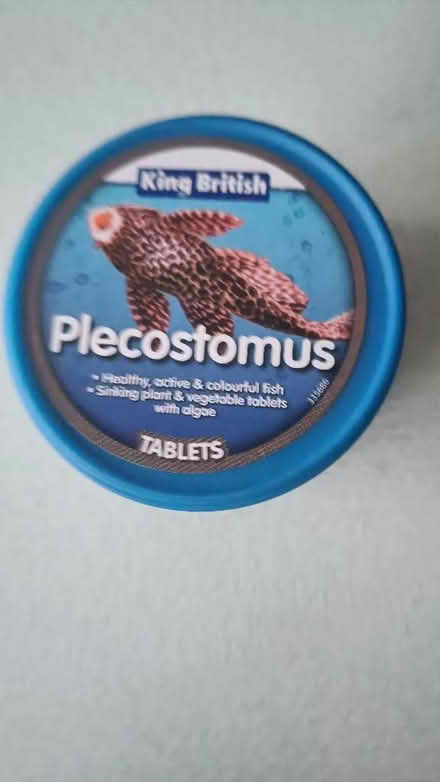 King British
Plecostomus
• Healthy, active & colourful fish
• Sinking plant & vegetable tablets
with algae
TABLETS